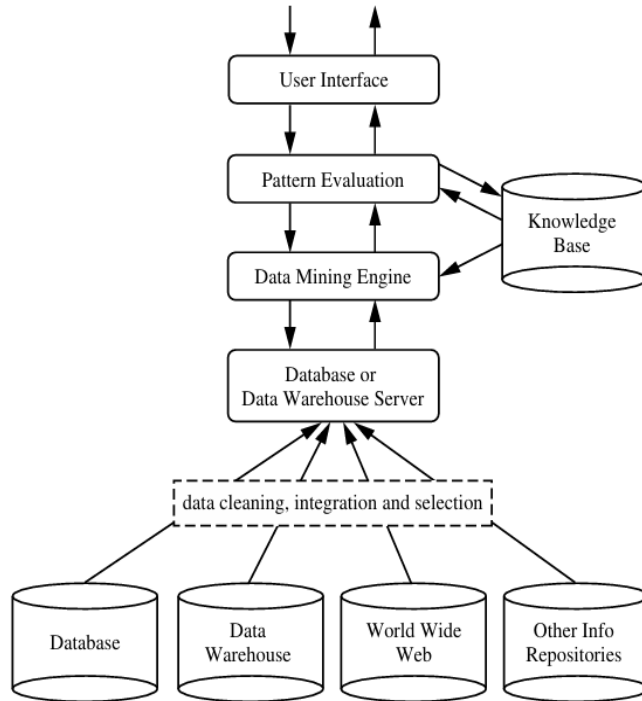 User Interface
Pattern Evaluation
Knowledge
Base
Data Mining Engine
Database or
Data Warehouse Server
data cleaning, integration and selection
Database
Data
Warehouse
World Wide
Web
Other Info
Repositories